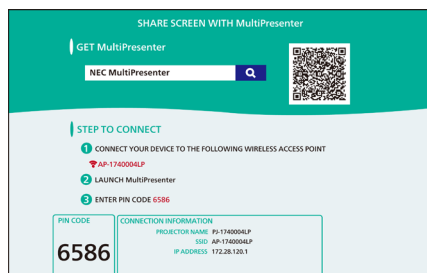 SHARE SCREEN WITH MultiPresenter
GET MultiPresenter
NEC MultiPresenter
STEP TO CONNECT
1 CONNECT YOUR DEVICE TO THE FOLLOWING WIRELESS ACCESS POINT
AP-1740004LP
2 LAUNCH MultiPresenter
3 ENTER PIN CODE 6586
PIN CODE
6586
CONNECTION INFORMATION
PROJECTOR NAME PJ-1740004LP
SSID AP-1740004LP
IP ADDRESS 172.28.120.1